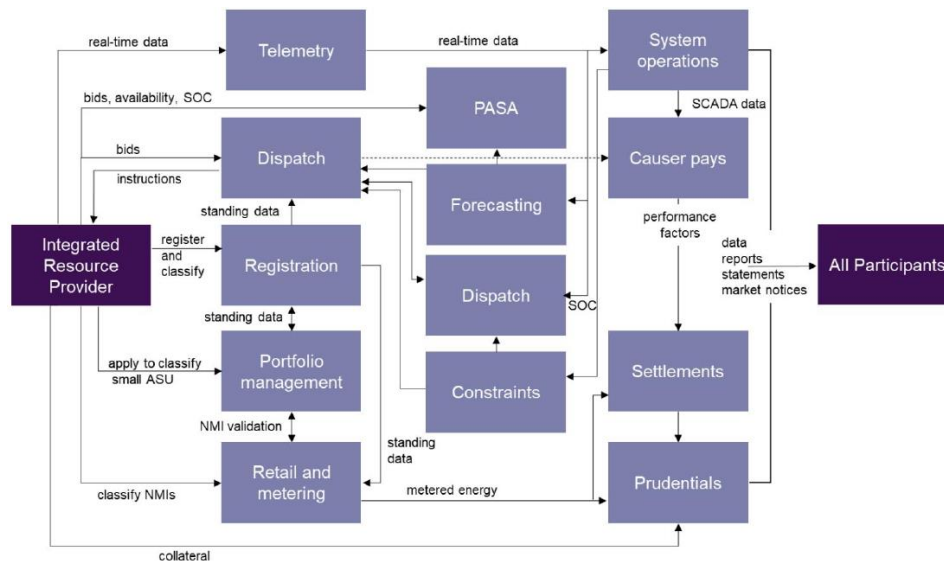 real-time data
Telemetry
real-time data
System
operations
bids, availability, SOC
PASA
SCADA data
bids
Dispatch
Causer pays
instructions
Forecasting
standing data
performance
factors
Integrated
Resource
Provider
register
and
classify
Registration
data
reports
statements
market notices
All Participants
Dispatch
SOC
standing data
apply to classify
small ASU
Portfolio
management
Constraints
Settlements
NMI validation
standing
data
Retail and
metering
classify NMIs
metered energy
Prudentials
collateral